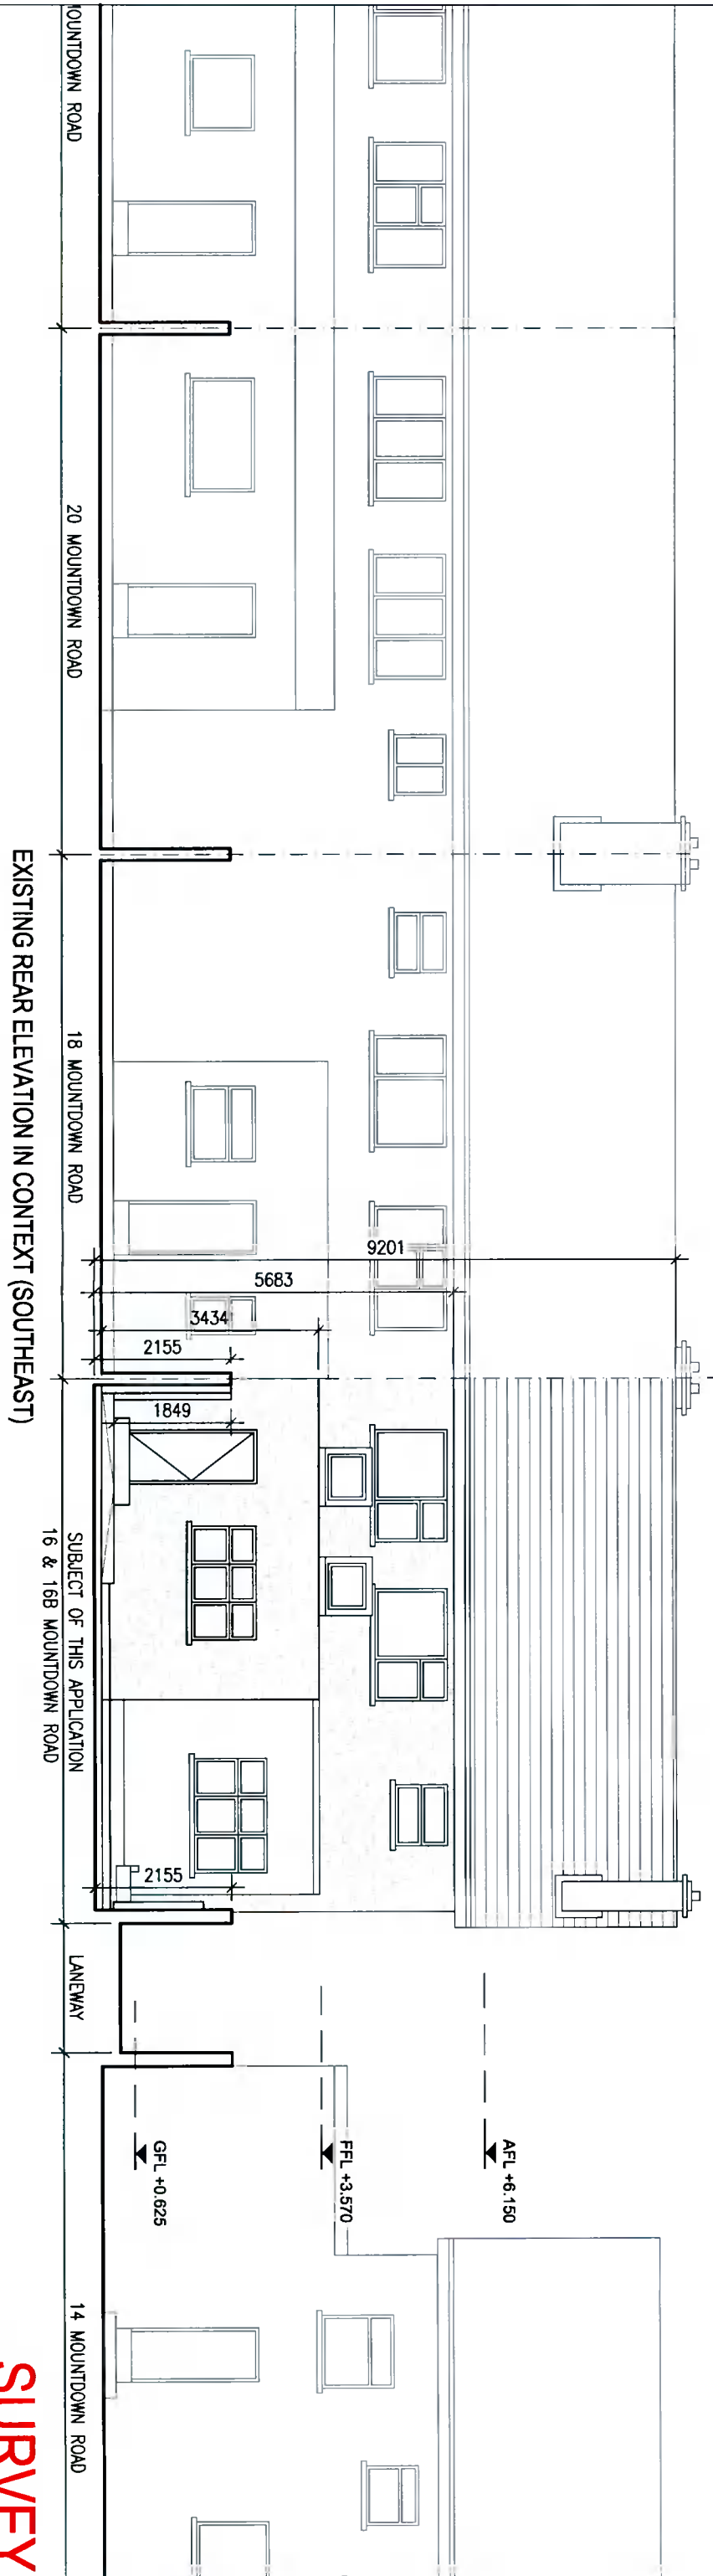 9201
5683
3434
2155
1849
2155
AFL +6.150
FFL +3.570
GFL +0.625
MOUNTDOWN ROAD
20 MOUNTDOWN ROAD
18 MOUNTDOWN ROAD
SUBJECT OF THIS APPLICATION
16 & 16B MOUNTDOWN ROAD
LANEWAY
14 MOUNTDOWN ROAD
EXISTING REAR ELEVATION IN CONTEXT (SOUTHEAST)
SURVEY